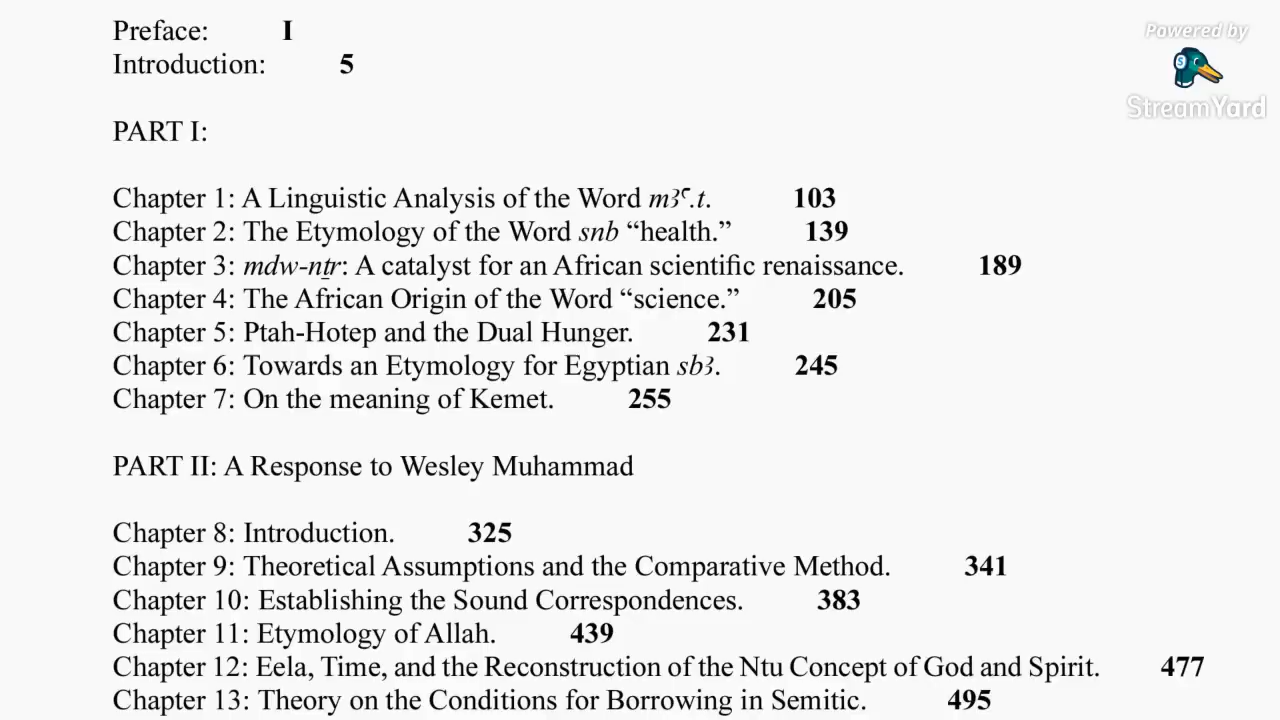 Preface: I
Powered by
Introduction: 5
StreamYard
PART I:
Chapter 1: A Linguistic Analysis of the Word mꜣꜥ.t. 103
Chapter 2: The Etymology of the Word snb “health.” 139
Chapter 3: mdw-nṯr: A catalyst for an African scientific renaissance. 189
Chapter 4: The African Origin of the Word “science.” 205
Chapter 5: Ptah-Hotep and the Dual Hunger. 231
Chapter 6: Towards an Etymology for Egyptian sbꜣ. 245
Chapter 7: On the meaning of Kemet. 255
PART II: A Response to Wesley Muhammad
Chapter 8: Introduction. 325
Chapter 9: Theoretical Assumptions and the Comparative Method. 341
Chapter 10: Establishing the Sound Correspondences. 383
Chapter 11: Etymology of Allah. 439
Chapter 12: Eela, Time, and the Reconstruction of the Ntu Concept of God and Spirit. 477
Chapter 13: Theory on the Conditions for Borrowing in Semitic. 495